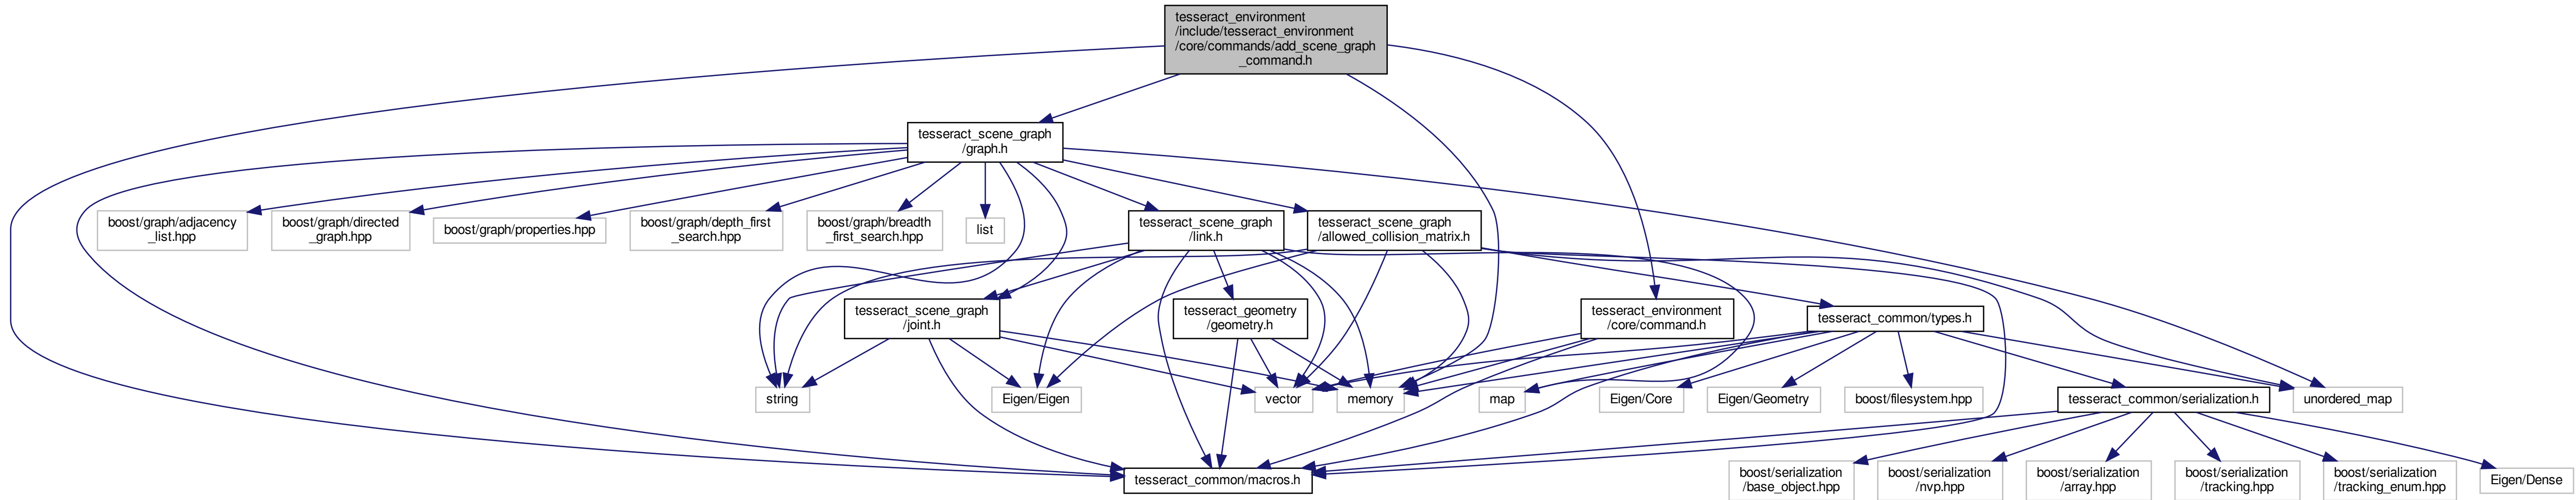 tesseract_environment
/include/tesseract_environment
/core/commands/add_scene_graph
_command.h
tesseract_scene_graph
/graph.h
boost/graph/adjacency
_list.hpp
boost/graph/directed
_graph.hpp
boost/graph/properties.hpp
boost/graph/depth_first
_search.hpp
boost/graph/breadth
_first_search.hpp
list
tesseract_scene_graph
/link.h
tesseract_scene_graph
/allowed_collision_matrix.h
tesseract_scene_graph
/joint.h
tesseract_geometry
/geometry.h
tesseract_environment
/core/command.h
tesseract_common/types.h
string
Eigen/Eigen
vector
memory
map
Eigen/Core
Eigen/Geometry
boost/filesystem.hpp
tesseract_common/serialization.h
unordered_map
tesseract_common/macros.h
boost/serialization
/base_object.hpp
boost/serialization
/nvp.hpp
boost/serialization
/array.hpp
boost/serialization
/tracking.hpp
boost/serialization
/tracking_enum.hpp
Eigen/Dense